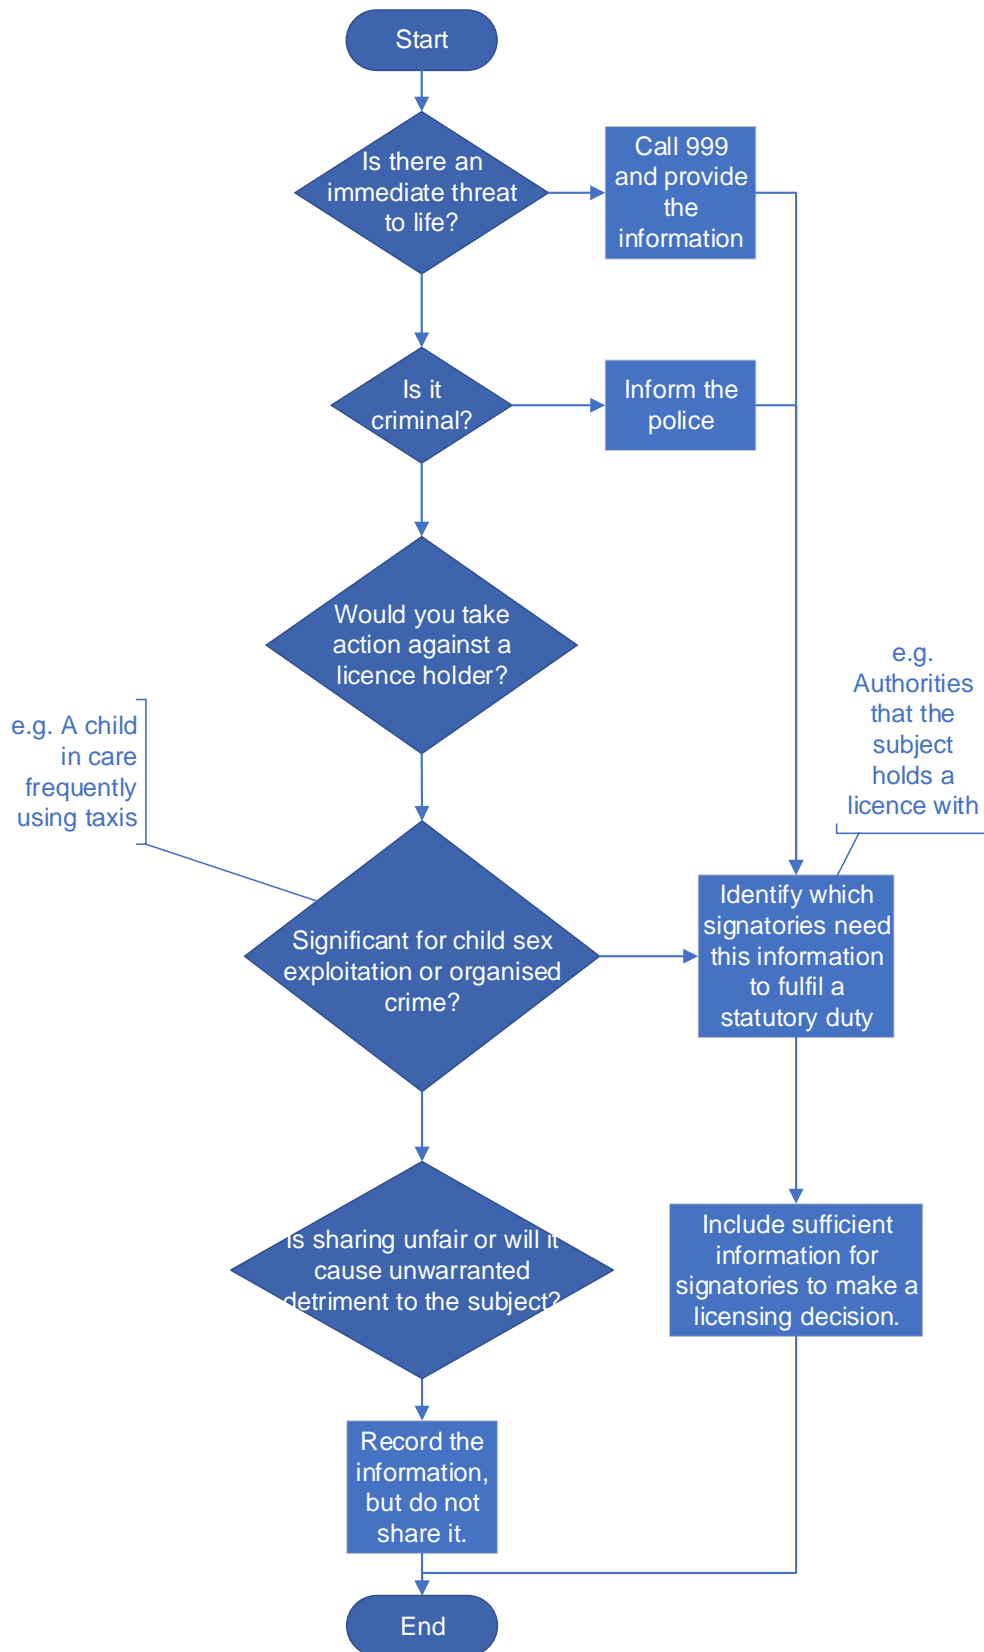 Start
Is there an
immediate threat
to life?
Call 999
and provide
the
information
Is it
criminal?
Inform the
police
Would you take
action against a
licence holder?
e.g.
Authorities
that the
subject
holds a
licence with
e.g. A child
in care
frequently
using taxis
Significant for child sex
exploitation or organised
crime?
Identify which
signatories need
this information
to fulfil a
statutory duty
Is sharing unfair or will it
cause unwarranted
detriment to the subject?
Include sufficient
information for
signatories to make a
licensing decision.
Record the
information,
but do not
share it.
End